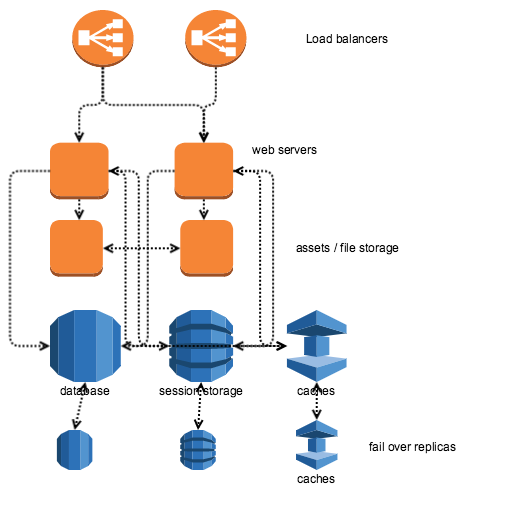 Load balancers
web servers
assets / file storage
database
session storage
caches
fail over replicas
caches